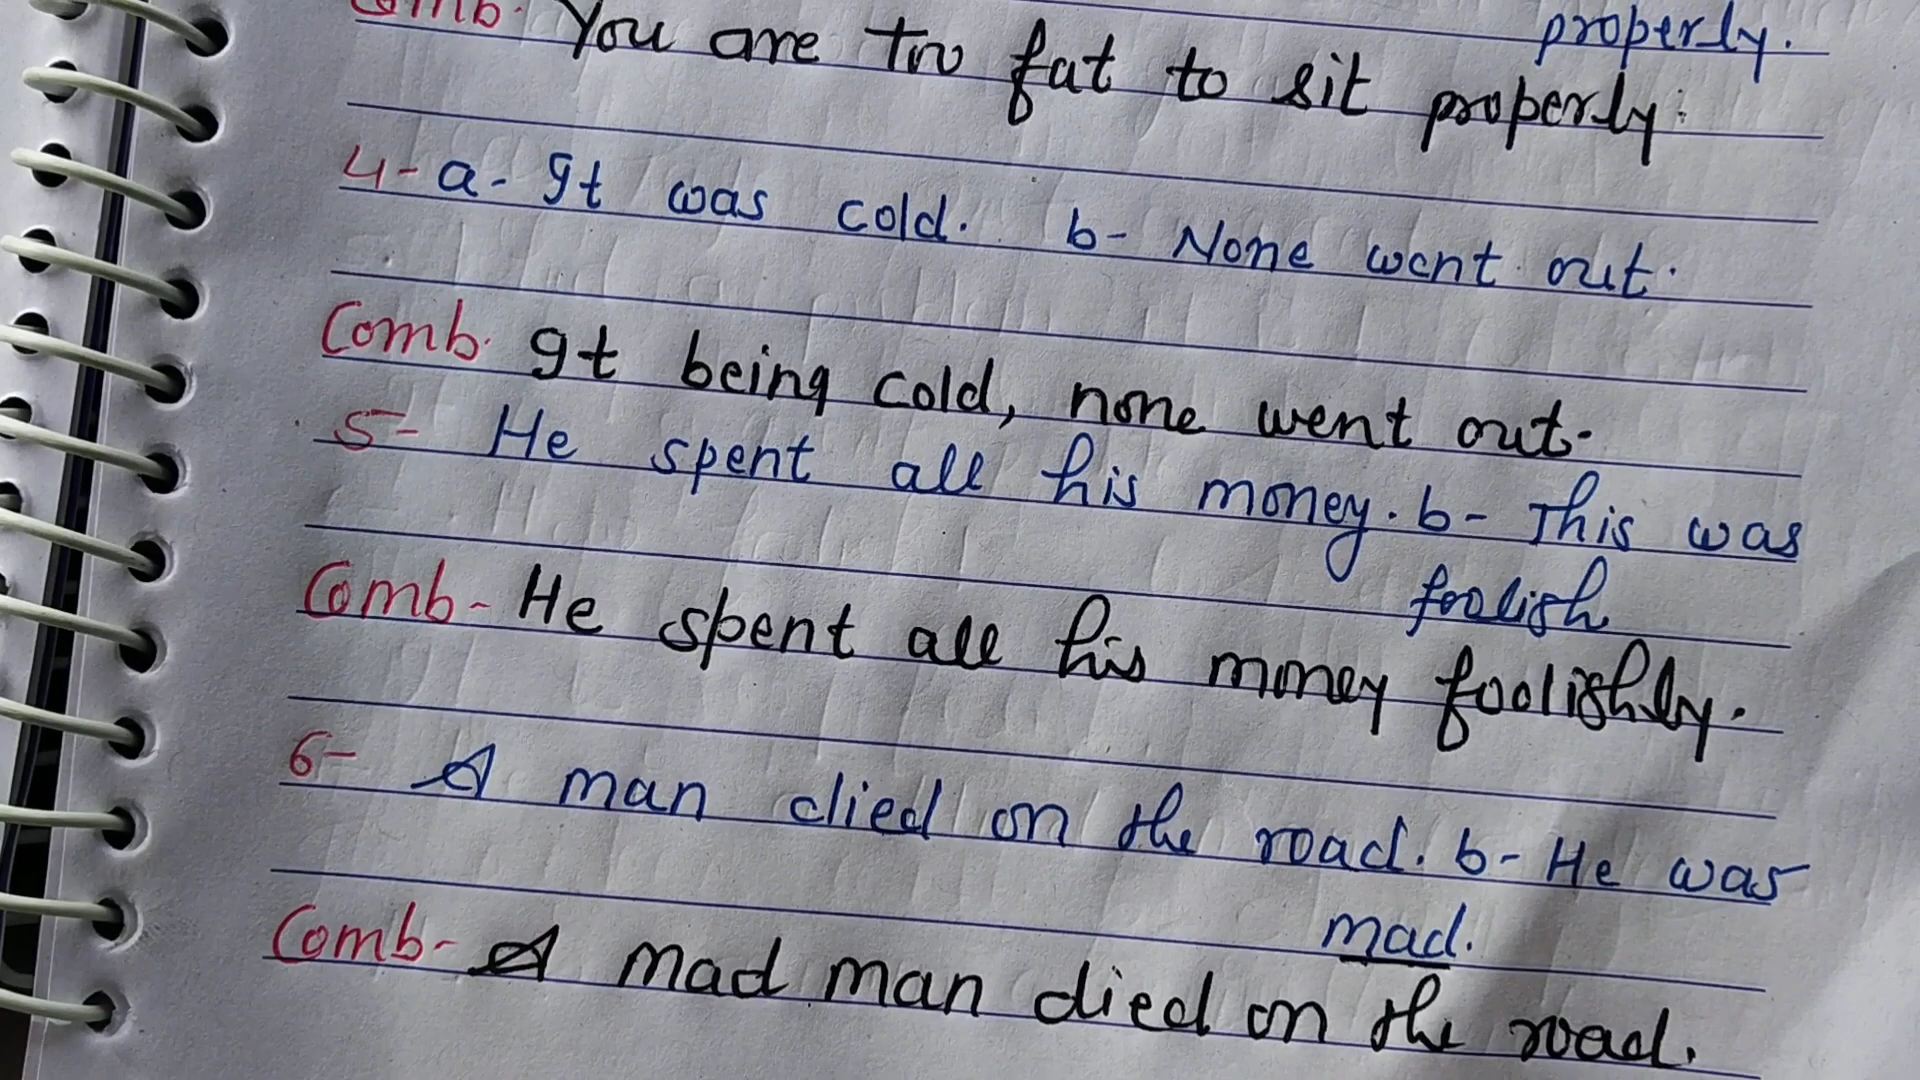 properly.
Comb. You are too fat to sit properly.
4- a- It was cold. b- None went out.
Comb. It being cold, none went out.
5- He spent all his money. b- This was
foolish
Comb- He spent all his money foolishly.
6- A man died on the road. b- He was
mad.
Comb- A mad man died on the road.